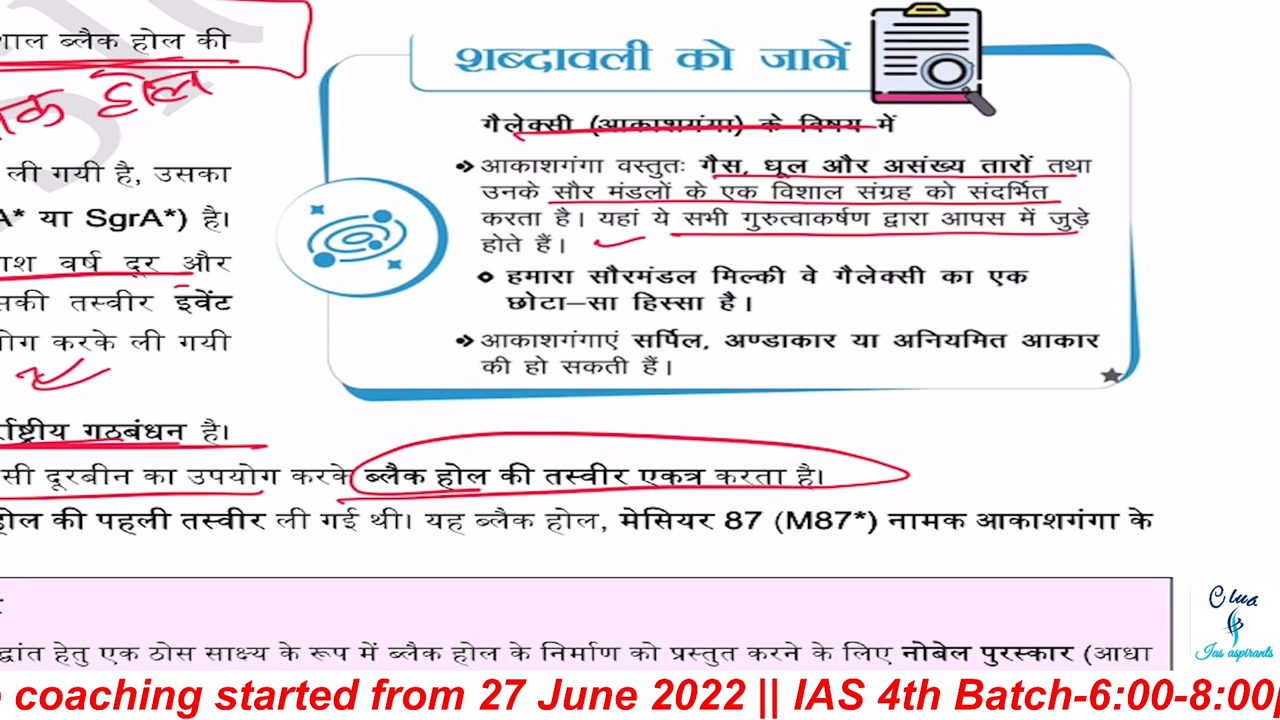 शाल ब्लैक होल की
होल
ली गयी है, उसका
A* या SgrA*) है।
वर्ष दूर और
तस्वीर इवेंट
करके ली गयी
गठबंधन है।
सी दूरबीन का उपयोग करके ब्लैक होल की तस्वीर एकत्र करता है।
होल की पहली तस्वीर ली गई थी। यह ब्लैक होल, मेसियर 87 (M87*) नामक आकाशगंगा के
शब्दावली को जानें
गैलेक्सी (आकाशगंगा) के विषय में
आकाशगंगा वस्तुतः गैस, धूल और असंख्य तारों तथा
उनके सौर मंडलों के एक विशाल संग्रह को संदर्भित
करता है। यहां ये सभी गुरुत्वाकर्षण द्वारा आपस में जुड़े
होते हैं।
हमारा सौरमंडल मिल्की वे गैलेक्सी का एक
छोटा–सा हिस्सा है।
आकाशगंगाएं सर्पिल, अण्डाकार या अनियमित आकार
की हो सकती हैं।
हेतु एक ठोस साक्ष्य के रूप में ब्लैक होल के निर्माण को प्रस्तुत करने के लिए नोबेल पुरस्कार (आधा
Clue
Ias aspirants
coaching started from 27 June 2022 || IAS 4th Batch-6:00-8:00p